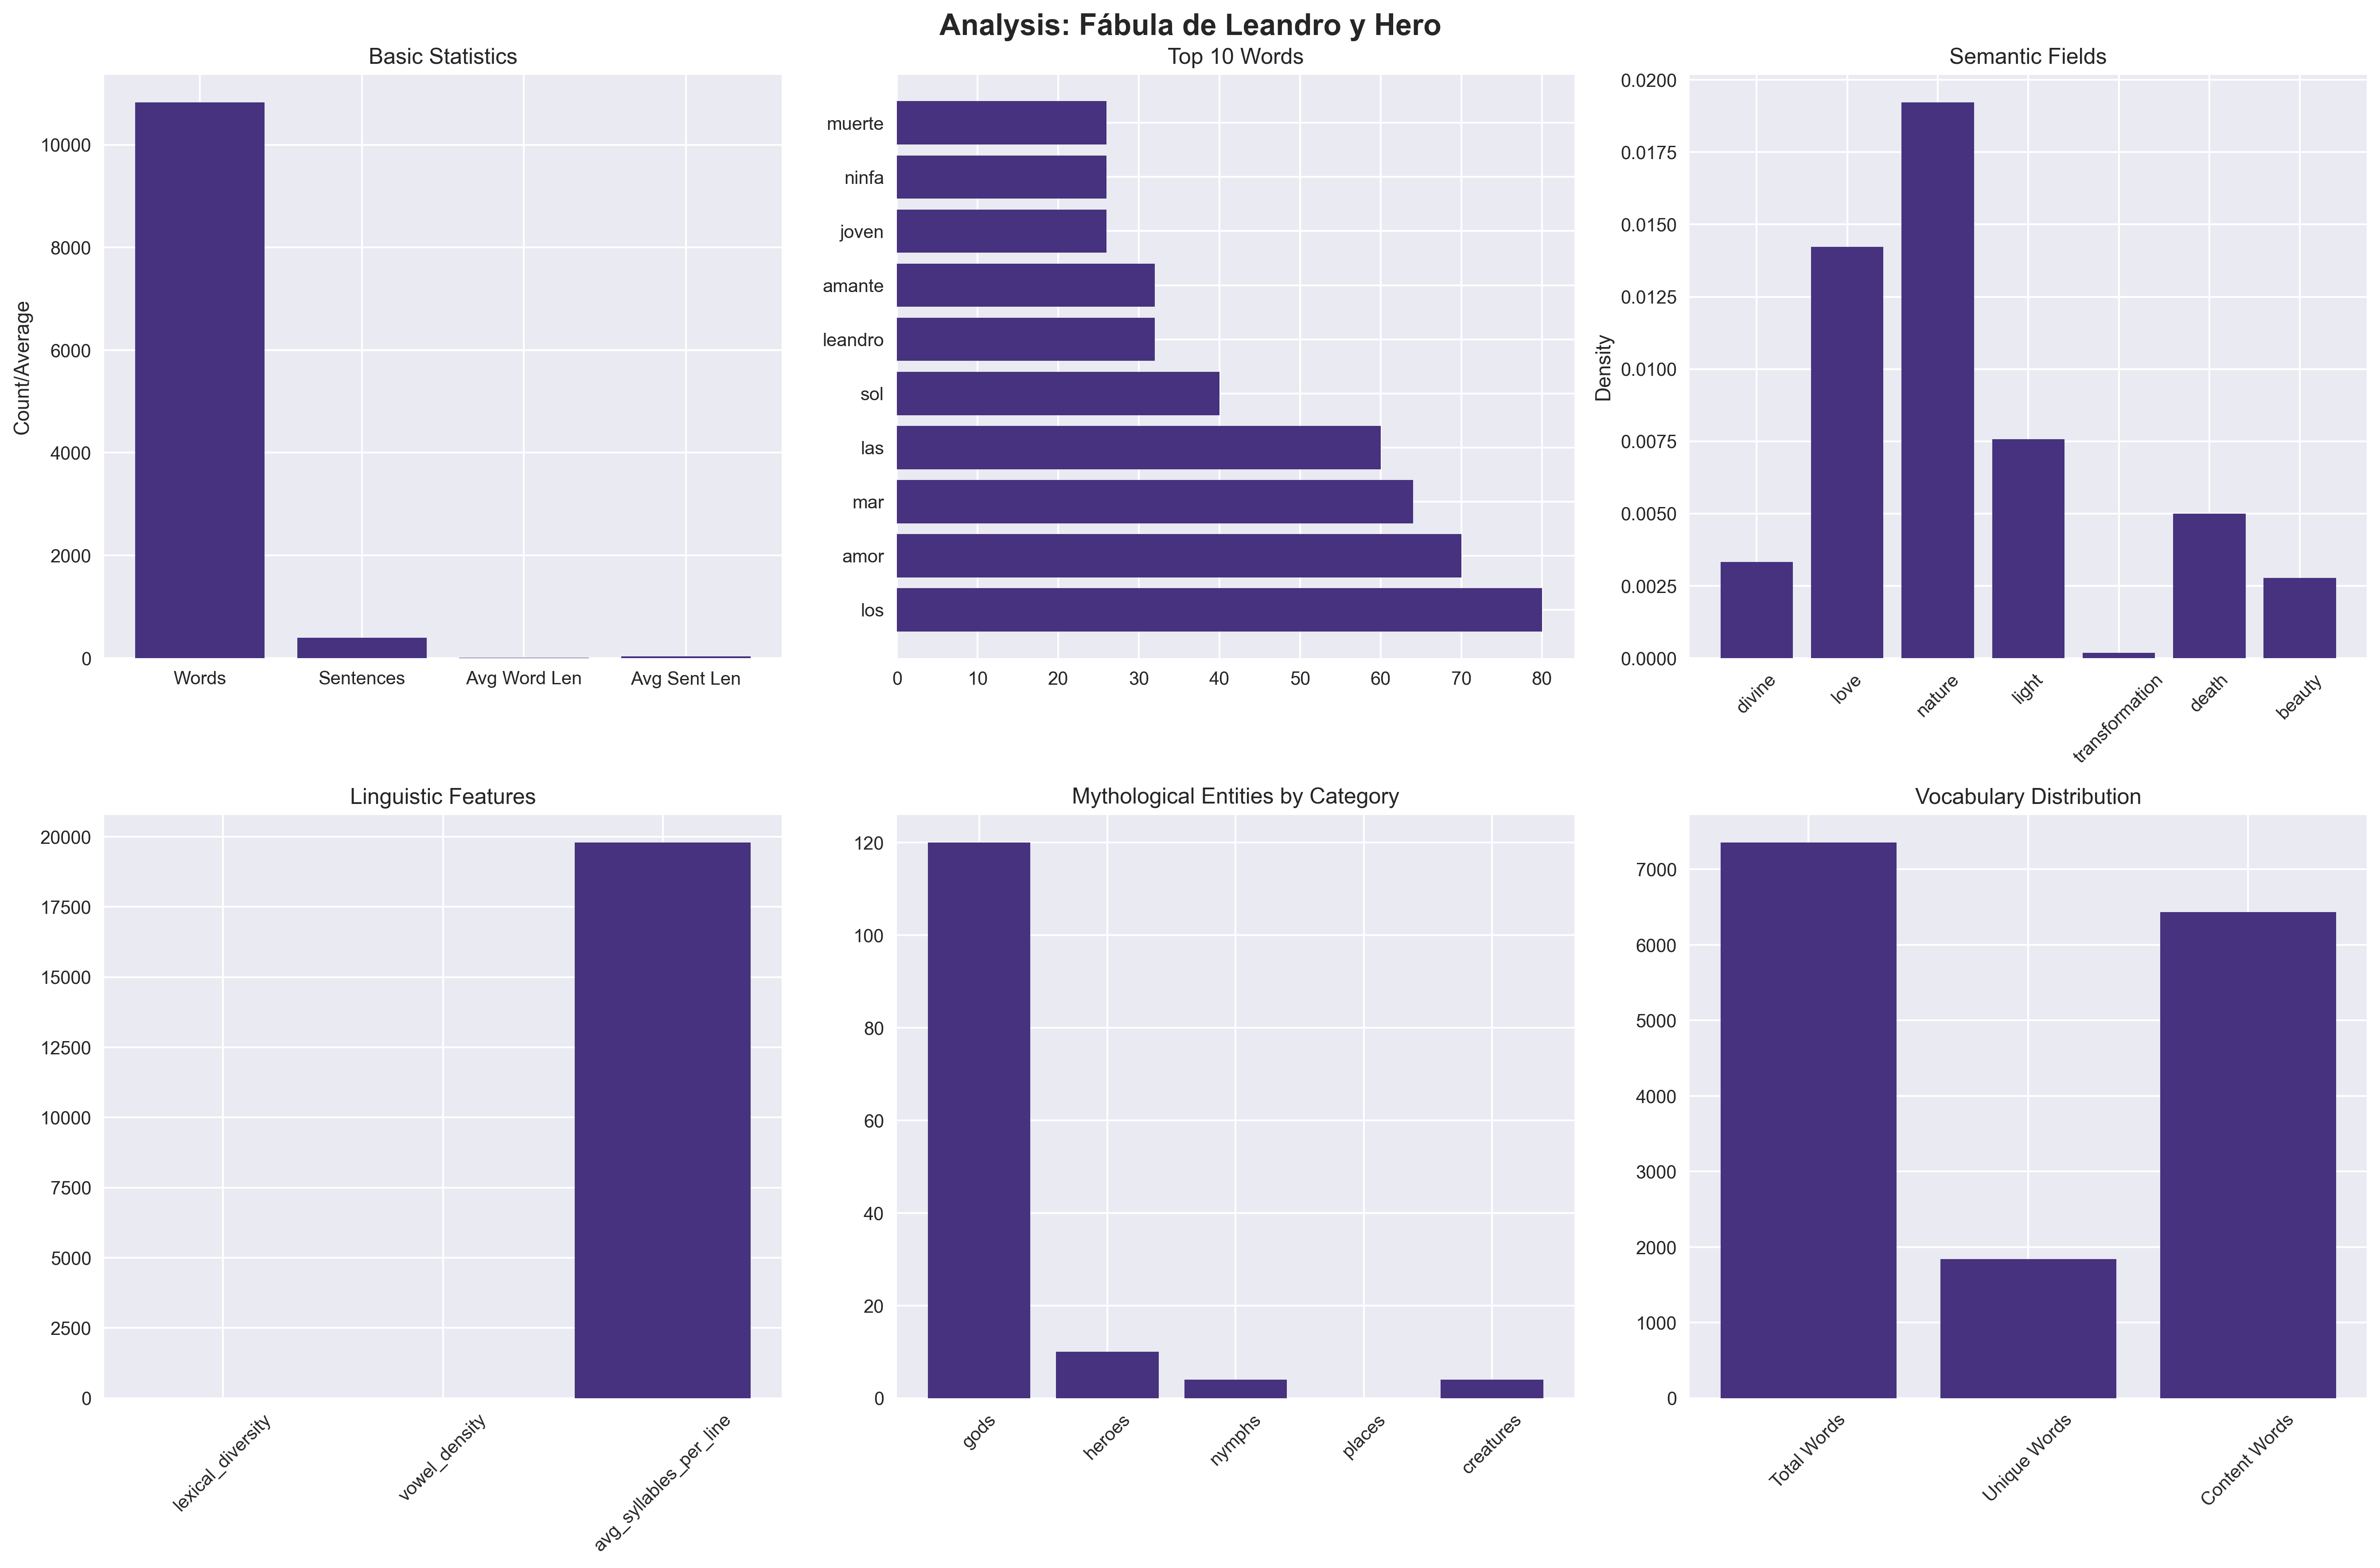 Analysis: Fábula de Leandro y Hero
Basic Statistics
Count/Average
10000
8000
6000
4000
2000
0
Words
Sentences
Avg Word Len
Avg Sent Len
Top 10 Words
muerte
ninfa
joven
amante
leandro
sol
las
mar
amor
los
0
10
20
30
40
50
60
70
80
Semantic Fields
Density
0.0200
0.0175
0.0150
0.0125
0.0100
0.0075
0.0050
0.0025
0.0000
divine
love
nature
light
transformation
death
beauty
Linguistic Features
20000
17500
15000
12500
10000
7500
5000
2500
0
lexical_diversity
vowel_density
avg_syllables_per_line
Mythological Entities by Category
120
100
80
60
40
20
0
gods
heroes
nymphs
places
creatures
Vocabulary Distribution
7000
6000
5000
4000
3000
2000
1000
0
Total Words
Unique Words
Content Words